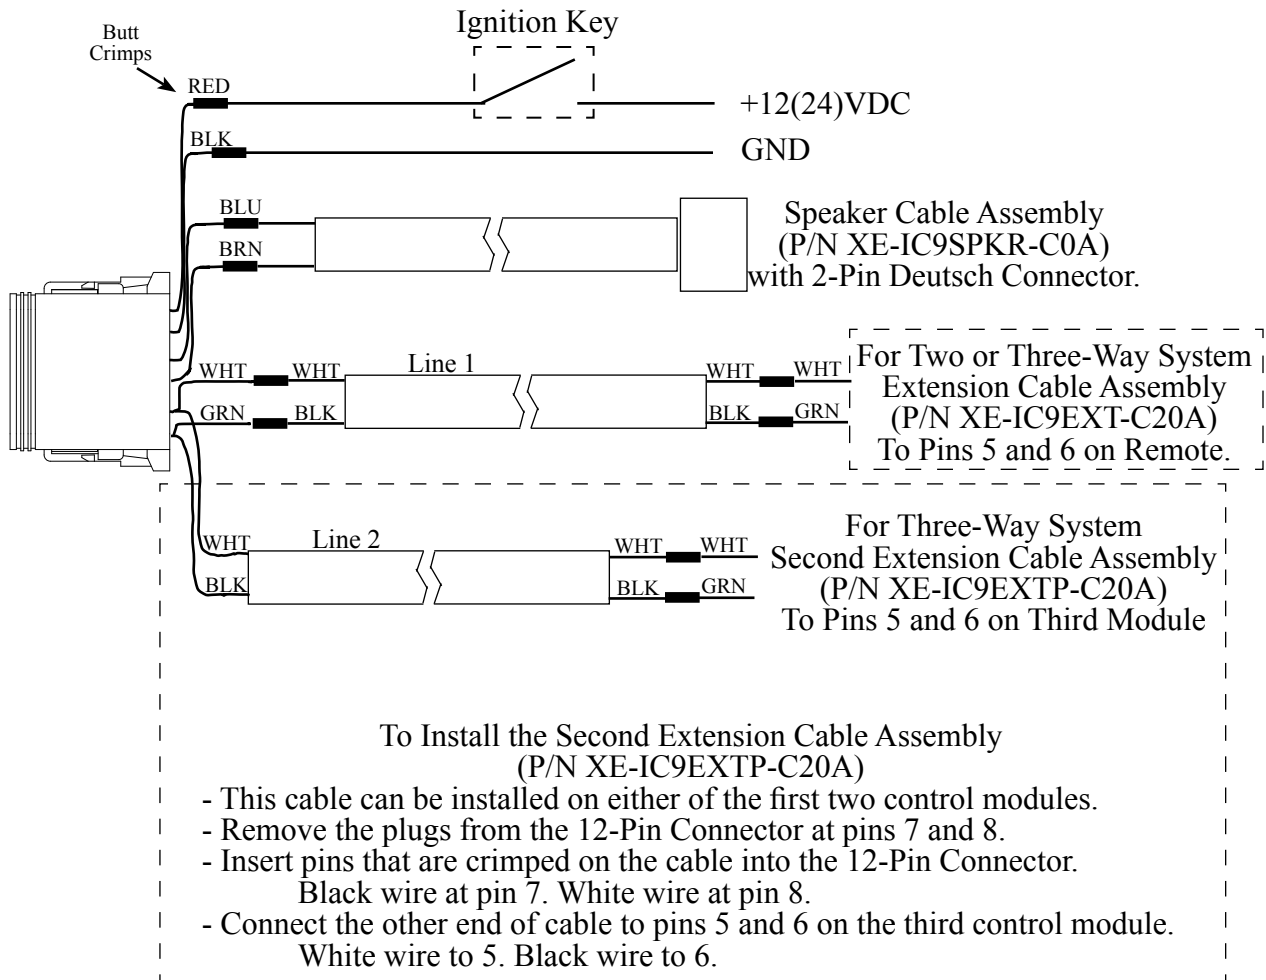 Ignition Key
Butt
Crimps
RED
+12(24)VDC
BLK
GND
BLU
BRN
Speaker Cable Assembly
(P/N XE-IC9SPKR-C0A)
with 2-Pin Deutsch Connector.
WHT WHT Line 1 WHT WHT
GRN BLK BLK GRN
For Two or Three-Way System
Extension Cable Assembly
(P/N XE-IC9EXT-C20A)
To Pins 5 and 6 on Remote.
WHT Line 2 WHT WHT
BLK BLK GRN
For Three-Way System
Second Extension Cable Assembly
(P/N XE-IC9EXTP-C20A)
To Pins 5 and 6 on Third Module
To Install the Second Extension Cable Assembly
(P/N XE-IC9EXTP-C20A)
- This cable can be installed on either of the first two control modules.
- Remove the plugs from the 12-Pin Connector at pins 7 and 8.
- Insert pins that are crimped on the cable into the 12-Pin Connector.
Black wire at pin 7. White wire at pin 8.
- Connect the other end of cable to pins 5 and 6 on the third control module.
White wire to 5. Black wire to 6.